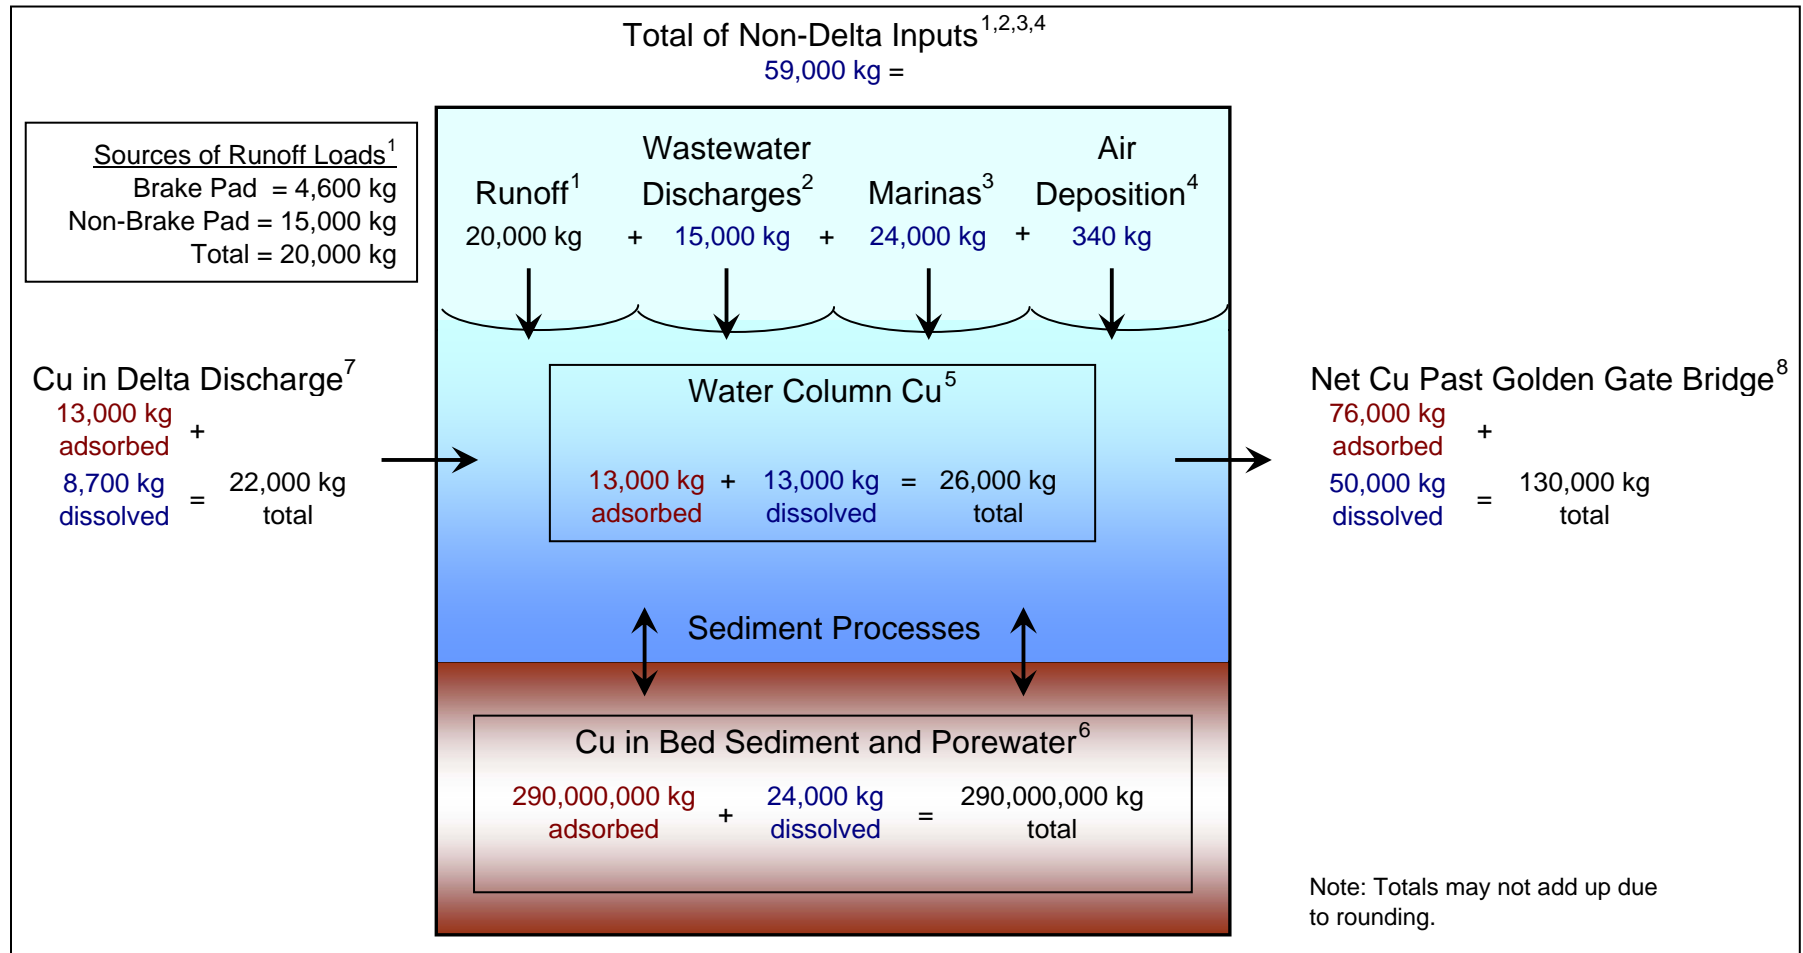 Total of Non-Delta Inputs1,2,3,4
59,000 kg =
Sources of Runoff Loads1
Brake Pad = 4,600 kg
Non-Brake Pad = 15,000 kg
Total = 20,000 kg
Runoff1
20,000 kg
+
Wastewater
Discharges2
15,000 kg
+
Marinas3
24,000 kg
+
Air
Deposition4
340 kg
Cu in Delta Discharge7
13,000 kg
adsorbed
+
8,700 kg
dissolved
=
22,000 kg
total
Water Column Cu5
13,000 kg + 13,000 kg = 26,000 kg
adsorbed dissolved total
Net Cu Past Golden Gate Bridge8
76,000 kg
adsorbed
+
50,000 kg
dissolved
=
130,000 kg
total
Sediment Processes
Cu in Bed Sediment and Porewater6
290,000,000 kg + 24,000 kg = 290,000,000 kg
adsorbed dissolved total
Note: Totals may not add up due
to rounding.